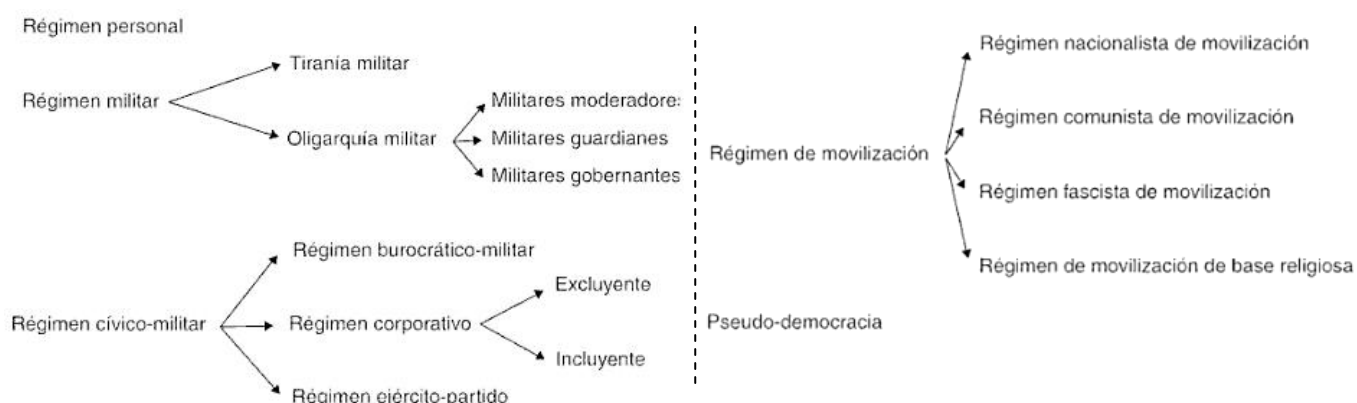 Régimen personal
Tiranía militar
Régimen militar
Militares moderadores
Oligarquía militar
Militares guardianes
Militares gobernantes
Régimen burocrático-militar
Excluyente
Régimen cívico-militar
Régimen corporativo
Incluyente
Régimen ejército-partido
Régimen nacionalista de movilización
Régimen comunista de movilización
Régimen de movilización
Régimen fascista de movilización
Régimen de movilización de base religiosa
Pseudo-democracia